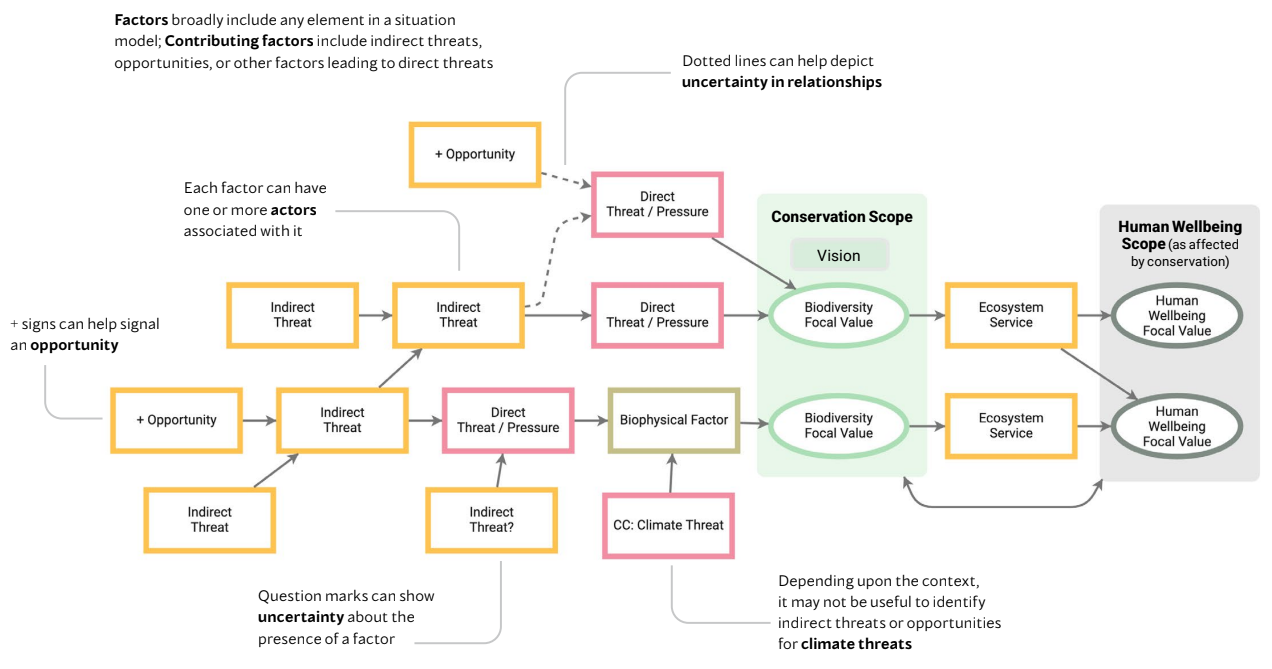 Factors broadly include any element in a situation
model; Contributing factors include indirect threats,
opportunities, or other factors leading to direct threats
Dotted lines can help depict
uncertainty in relationships
+ Opportunity
Each factor can have
one or more actors
associated with it
Direct
Threat / Pressure
Conservation Scope
Vision
Human Wellbeing
Scope (as affected
by conservation)
+ signs can help signal
an opportunity
Indirect
Threat
Indirect
Threat
Direct
Threat / Pressure
Biodiversity
Focal Value
Ecosystem
Service
Human
Wellbeing
Focal Value
+ Opportunity
Indirect
Threat
Direct
Threat / Pressure
Biophysical Factor
Biodiversity
Focal Value
Ecosystem
Service
Human
Wellbeing
Focal Value
Indirect
Threat
Indirect
Threat?
CC: Climate Threat
Question marks can show
uncertainty about the
presence of a factor
Depending upon the context,
it may not be useful to identify
indirect threats or opportunities
for climate threats